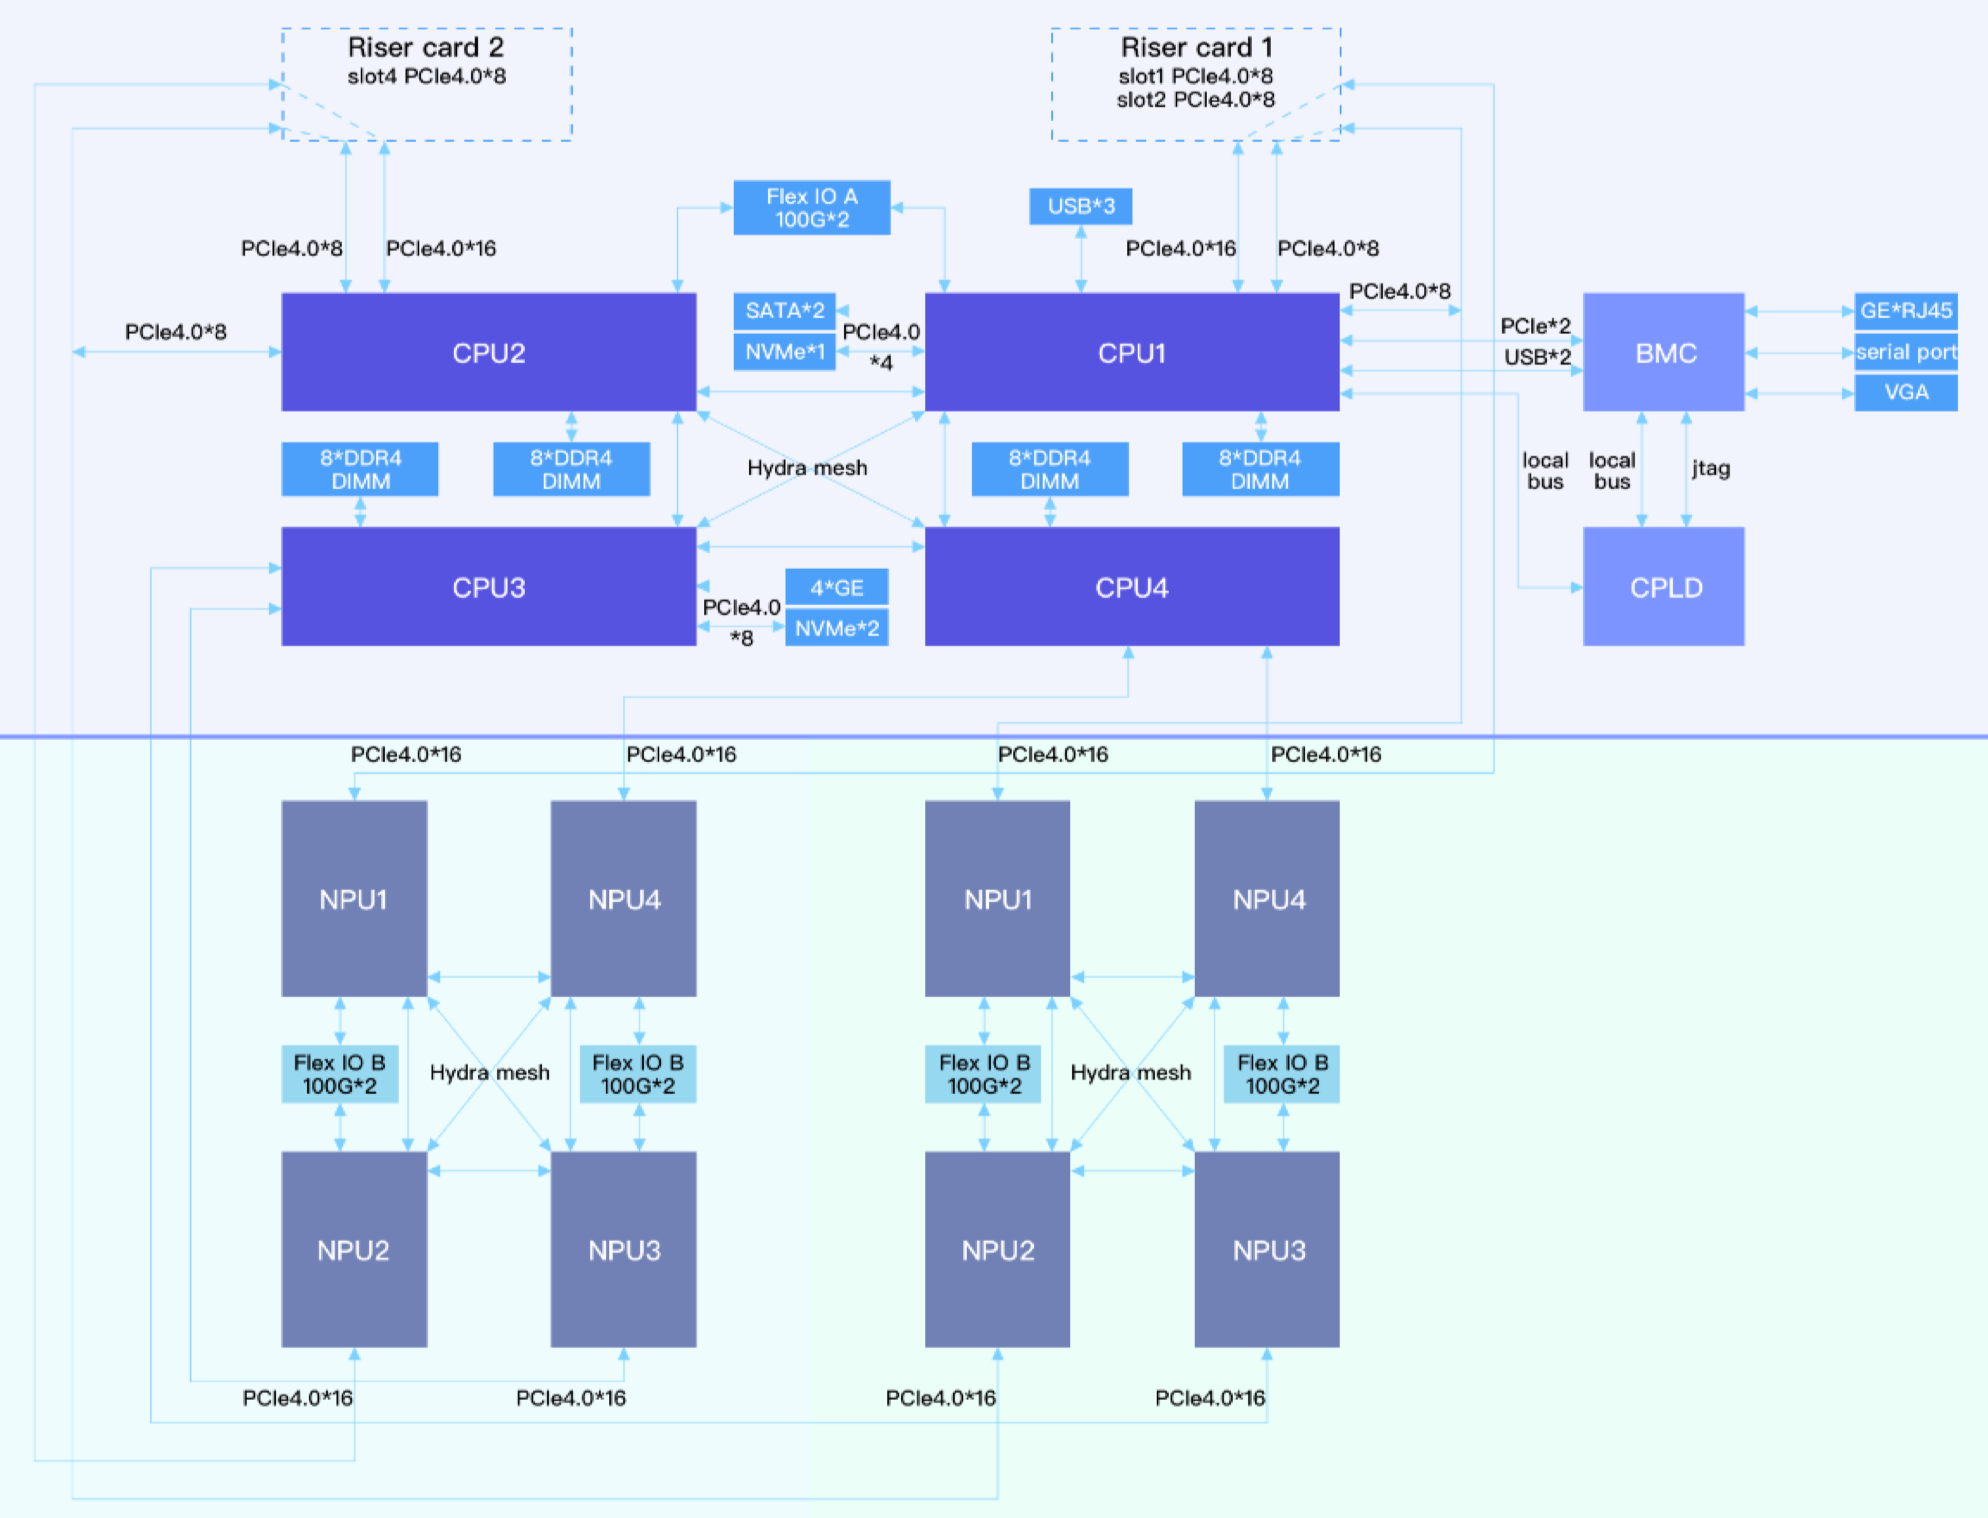 Riser card 2
slot4 PCIe4.0*8
Riser card 1
slot1 PCIe4.0*8
slot2 PCIe4.0*8
Flex IO A
100G*2
USB*3
PCIe4.0*8
PCIe4.0*16
PCIe4.0*16
PCIe4.0*8
PCIe4.0*8
CPU2
SATA*2
NVMe*1
PCIe4.0
*4
CPU1
PCIe4.0*8
PCIe*2
USB*2
BMC
GE*RJ45
serial port
VGA
8*DDR4
DIMM
8*DDR4
DIMM
Hydra mesh
8*DDR4
DIMM
8*DDR4
DIMM
local
bus
local
bus
jtag
CPU3
4*GE
PCIe4.0
*8
NVMe*2
CPU4
CPLD
PCIe4.0*16
PCIe4.0*16
PCIe4.0*16
PCIe4.0*16
NPU1
NPU4
NPU1
NPU4
Flex IO B
100G*2
Hydra mesh
Flex IO B
100G*2
Flex IO B
100G*2
Hydra mesh
Flex IO B
100G*2
NPU2
NPU3
NPU2
NPU3
PCIe4.0*16
PCIe4.0*16
PCIe4.0*16
PCIe4.0*16